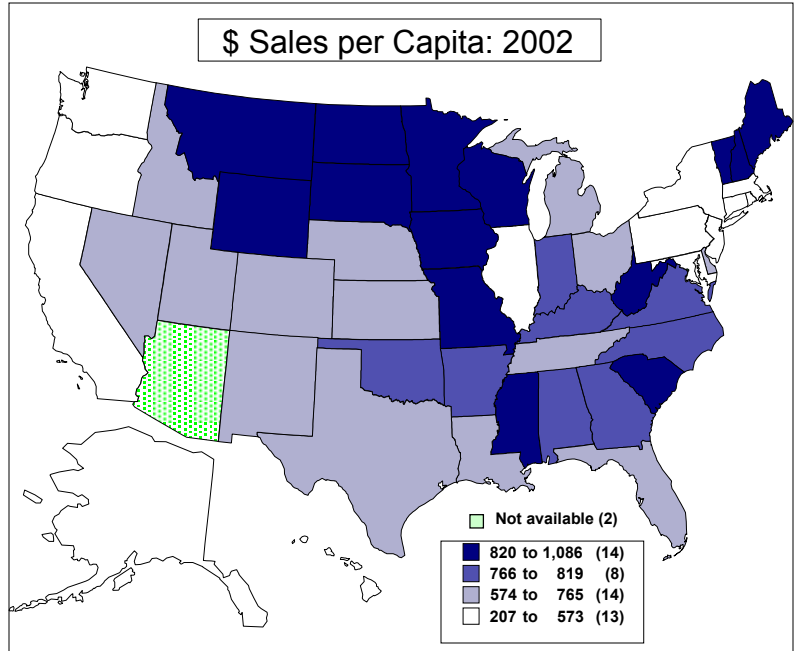 $ Sales per Capita: 2002
Not available (2)
820 to 1,086 (14)
766 to 819 (8)
574 to 765 (14)
207 to 573 (13)